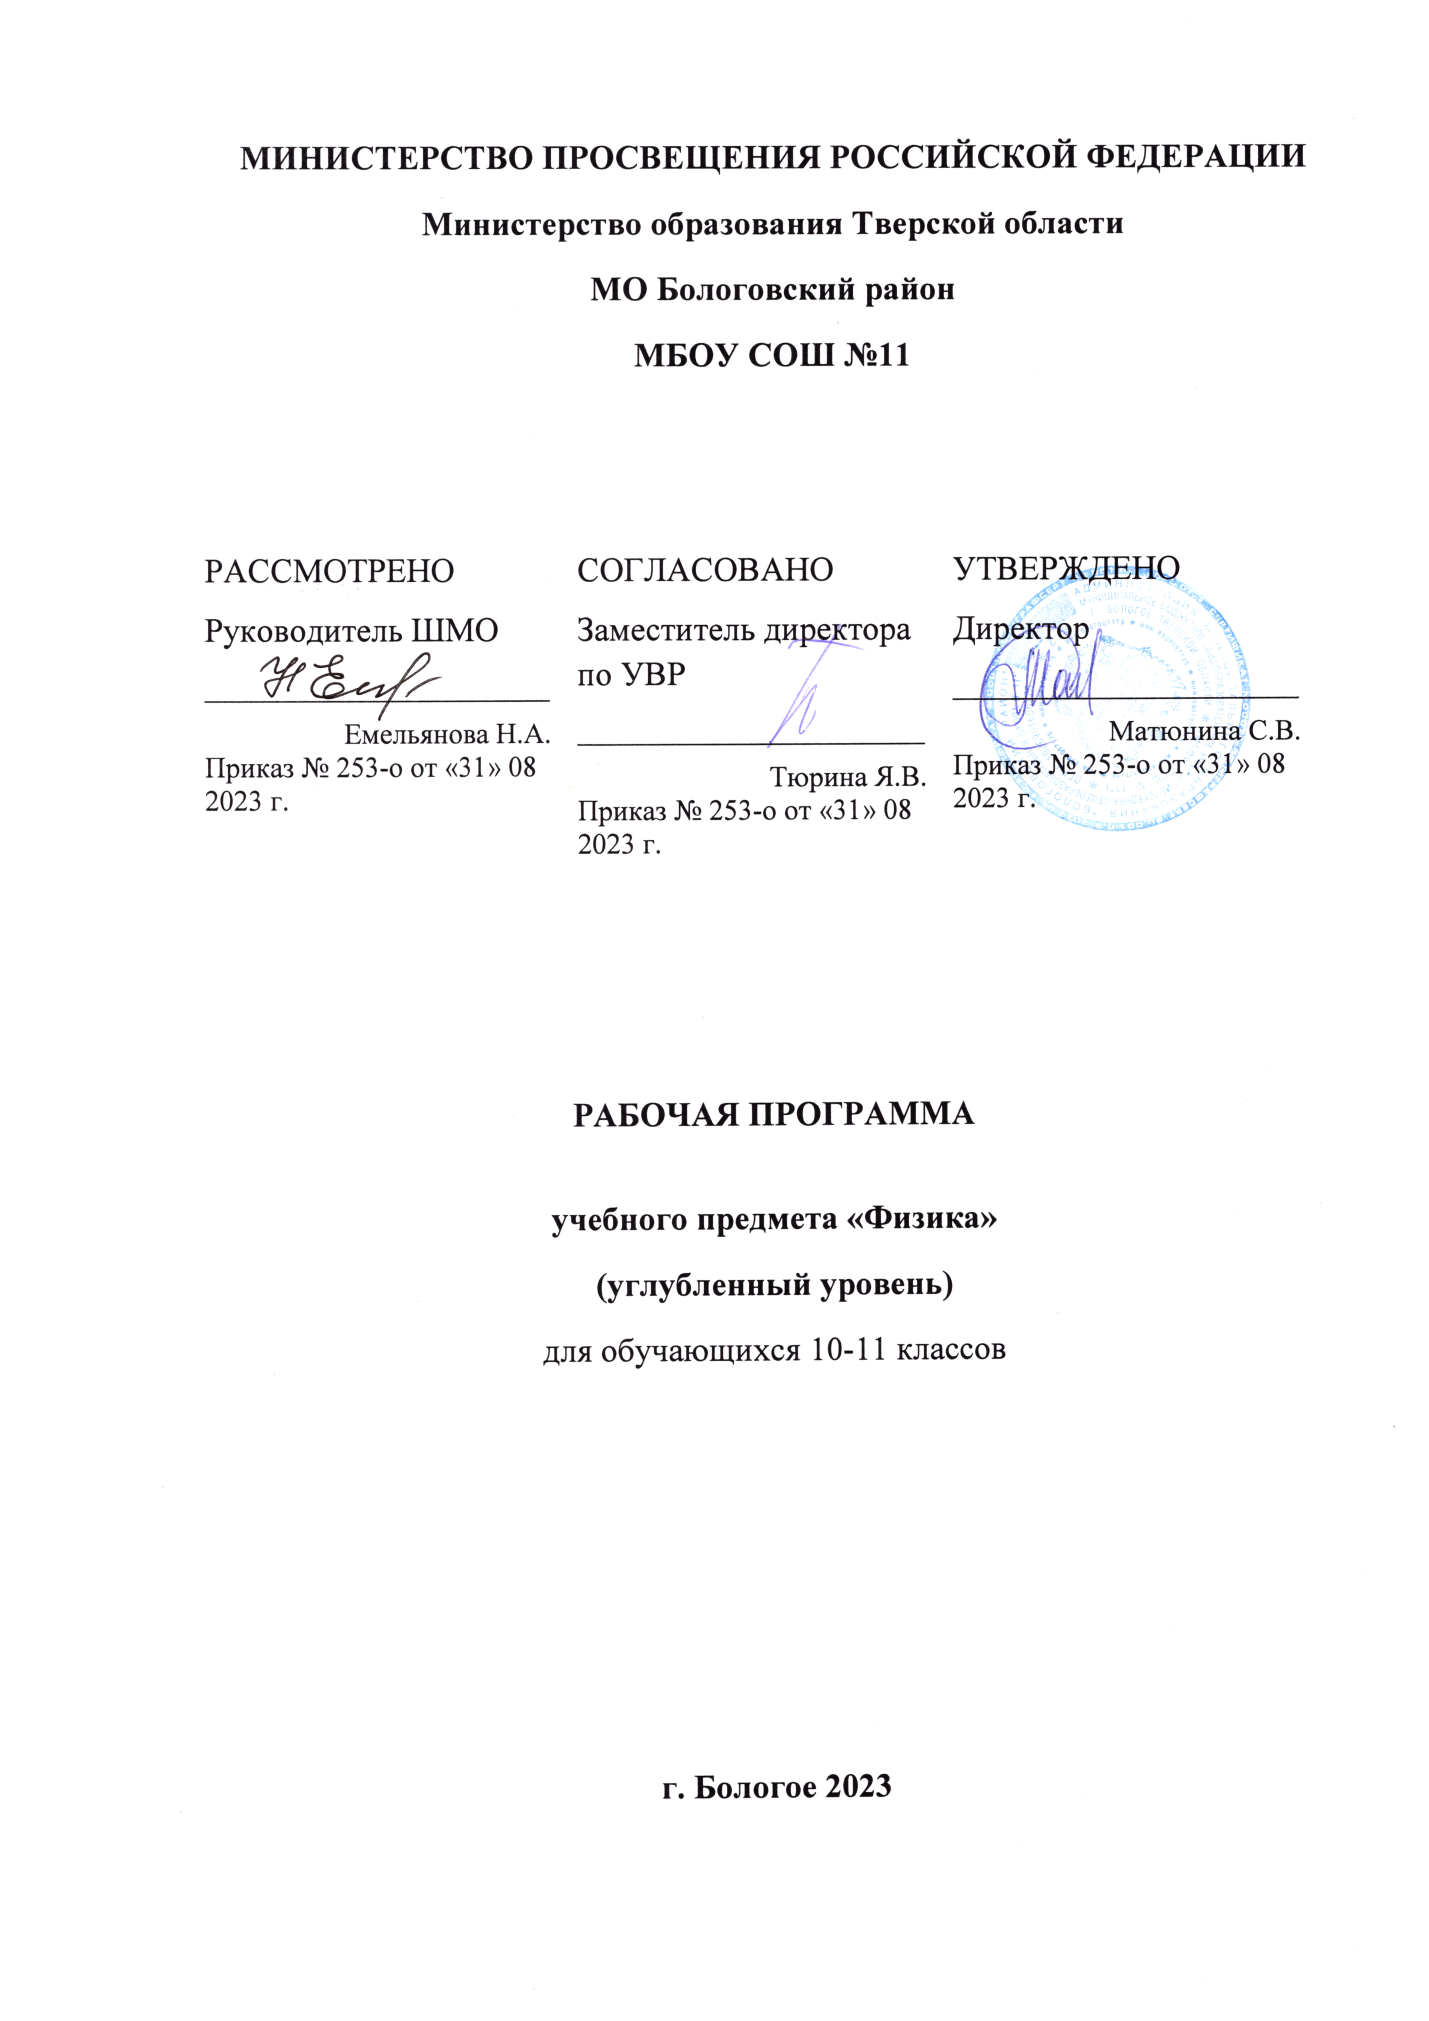 МИНИСТЕРСТВО ПРОСВЕЩЕНИЯ РОССИЙСКОЙ ФЕДЕРАЦИИ
Министерство образования Тверской области
МО Бологовский район
МБОУ СОШ №11
РАССМОТРЕНО
Руководитель ШМО
Емельянова Н.А.
Приказ № 253-о от «31» 08
2023 г.
СОГЛАСОВАНО
Заместитель директора
по УВР
Тюрина Я.В.
Приказ № 253-о от «31» 08
2023 г.
УТВЕРЖДЕНО
Директор
Матюнина С.В.
Приказ № 253-о от «31» 08
2023 г.
РАБОЧАЯ ПРОГРАММА
учебного предмета «Физика»
(углубленный уровень)
для обучающихся 10-11 классов
г. Бологое 2023